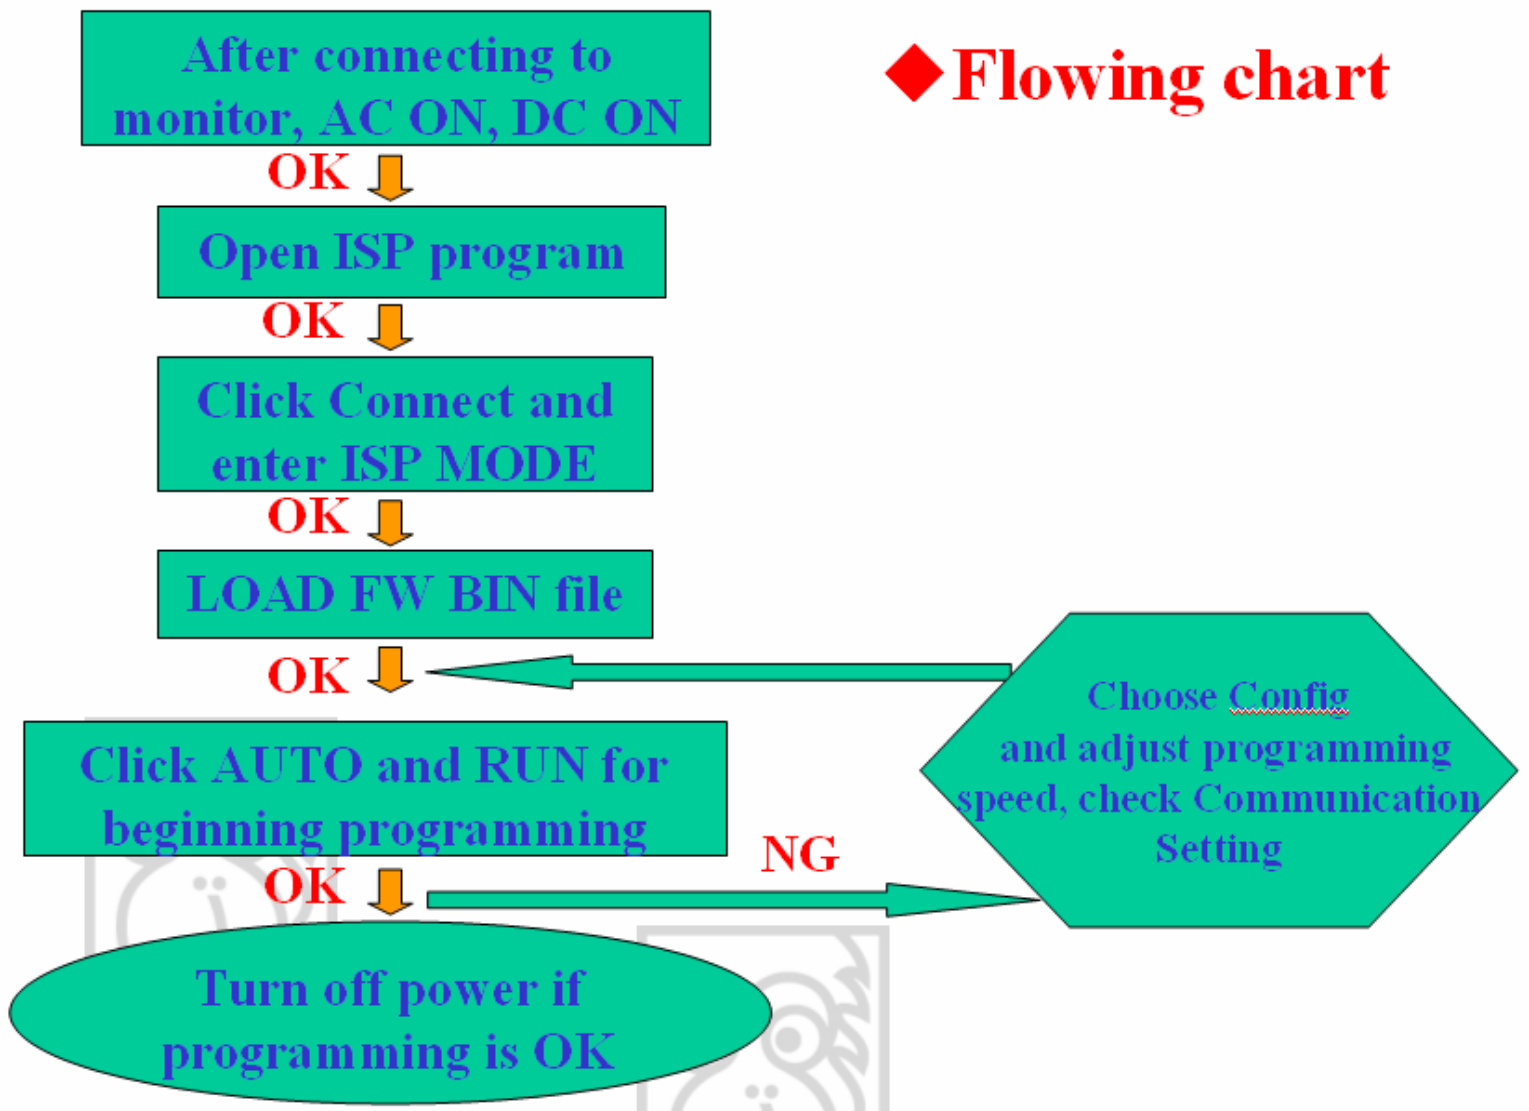 After connecting to
monitor, AC ON, DC ON
◆Flowing chart
OK
Open ISP program
OK
Click Connect and
enter ISP MODE
OK
LOAD FW BIN file
OK
Choose Config
and adjust programming
speed, check Communication
Setting
Click AUTO and RUN for
beginning programming
NG
OK
Turn off power if
programming is OK